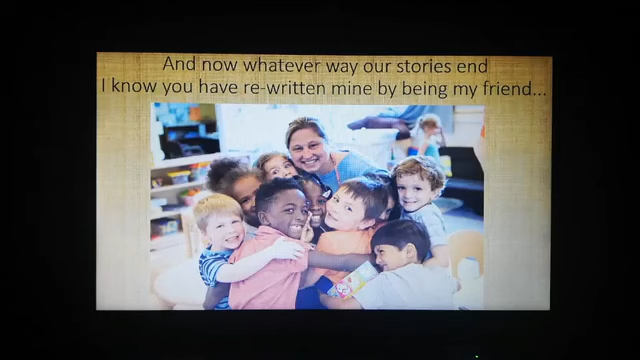 And now whatever way our stories end
I know you have re-written mine by being my friend...